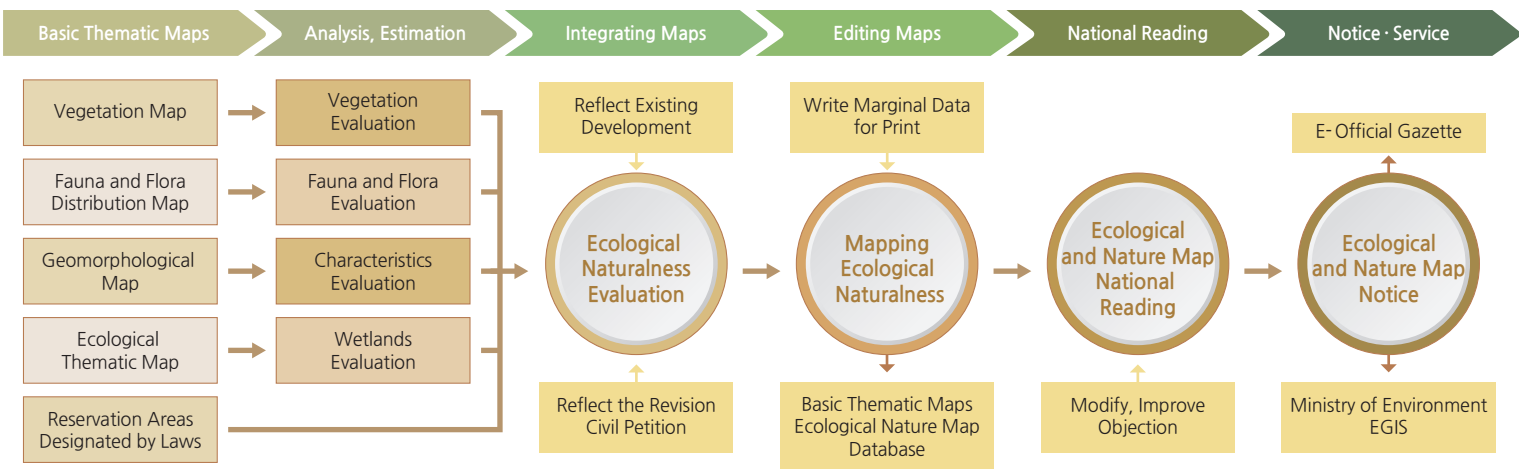 Basic Thematic Maps
Analysis, Estimation
Integrating Maps
Editing Maps
National Reading
Notice · Service
Vegetation Map
Fauna and Flora
Distribution Map
Geomorphological
Map
Ecological
Thematic Map
Reservation Areas
Designated by Laws
Vegetation
Evaluation
Fauna and Flora
Evaluation
Characteristics
Evaluation
Wetlands
Evaluation
Reflect Existing
Development
Ecological
Naturalness
Evaluation
Reflect the Revision
Civil Petition
Write Marginal Data
for Print
Mapping
Ecological
Naturalness
Basic Thematic Maps
Ecological Nature Map
Database
Ecological
and Nature Map
National
Reading
Modify, Improve
Objection
E-Official Gazette
Ecological
and Nature Map
Notice
Ministry of Environment
EGIS